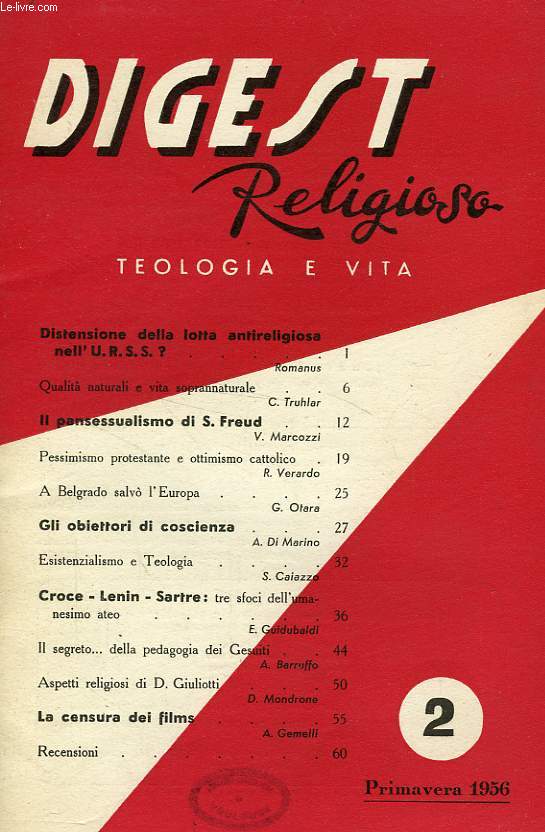 Le-livre.com
DIGEST
Religioso
TEOLOGIA E VITA
Distensione della lotta antireligiosa
nell' U.R.S.S. ? . . . . . 1
Romanus
Qualità naturali e vita soprannaturale . . 6
C. Truhlar
Il pansessualismo di S. Freud . . 12
V. Marcozzi
Pessimismo protestante e ottimismo cattolico . 19
R. Verardo
A Belgrado salvò l'Europa . . . . 25
G. Otara
Gli obiettori di coscienza . . . 27
A. Di Marino
Esistenzialismo e Teologia . . . . 32
S. Caiazzo
Croce - Lenin - Sartre: tre sfoci dell'uma-
nesimo ateo . . . . . . 36
E. Guidubaldi
Il segreto... della pedagogia dei Gesuiti . . 44
A. Barruffo
Aspetti religiosi di D. Giuliotti . . . 50
D. Mondrone
La censura dei films . . . . 55
A. Gemelli
Recensioni . . . . . . . 60
2
Primavera 1956